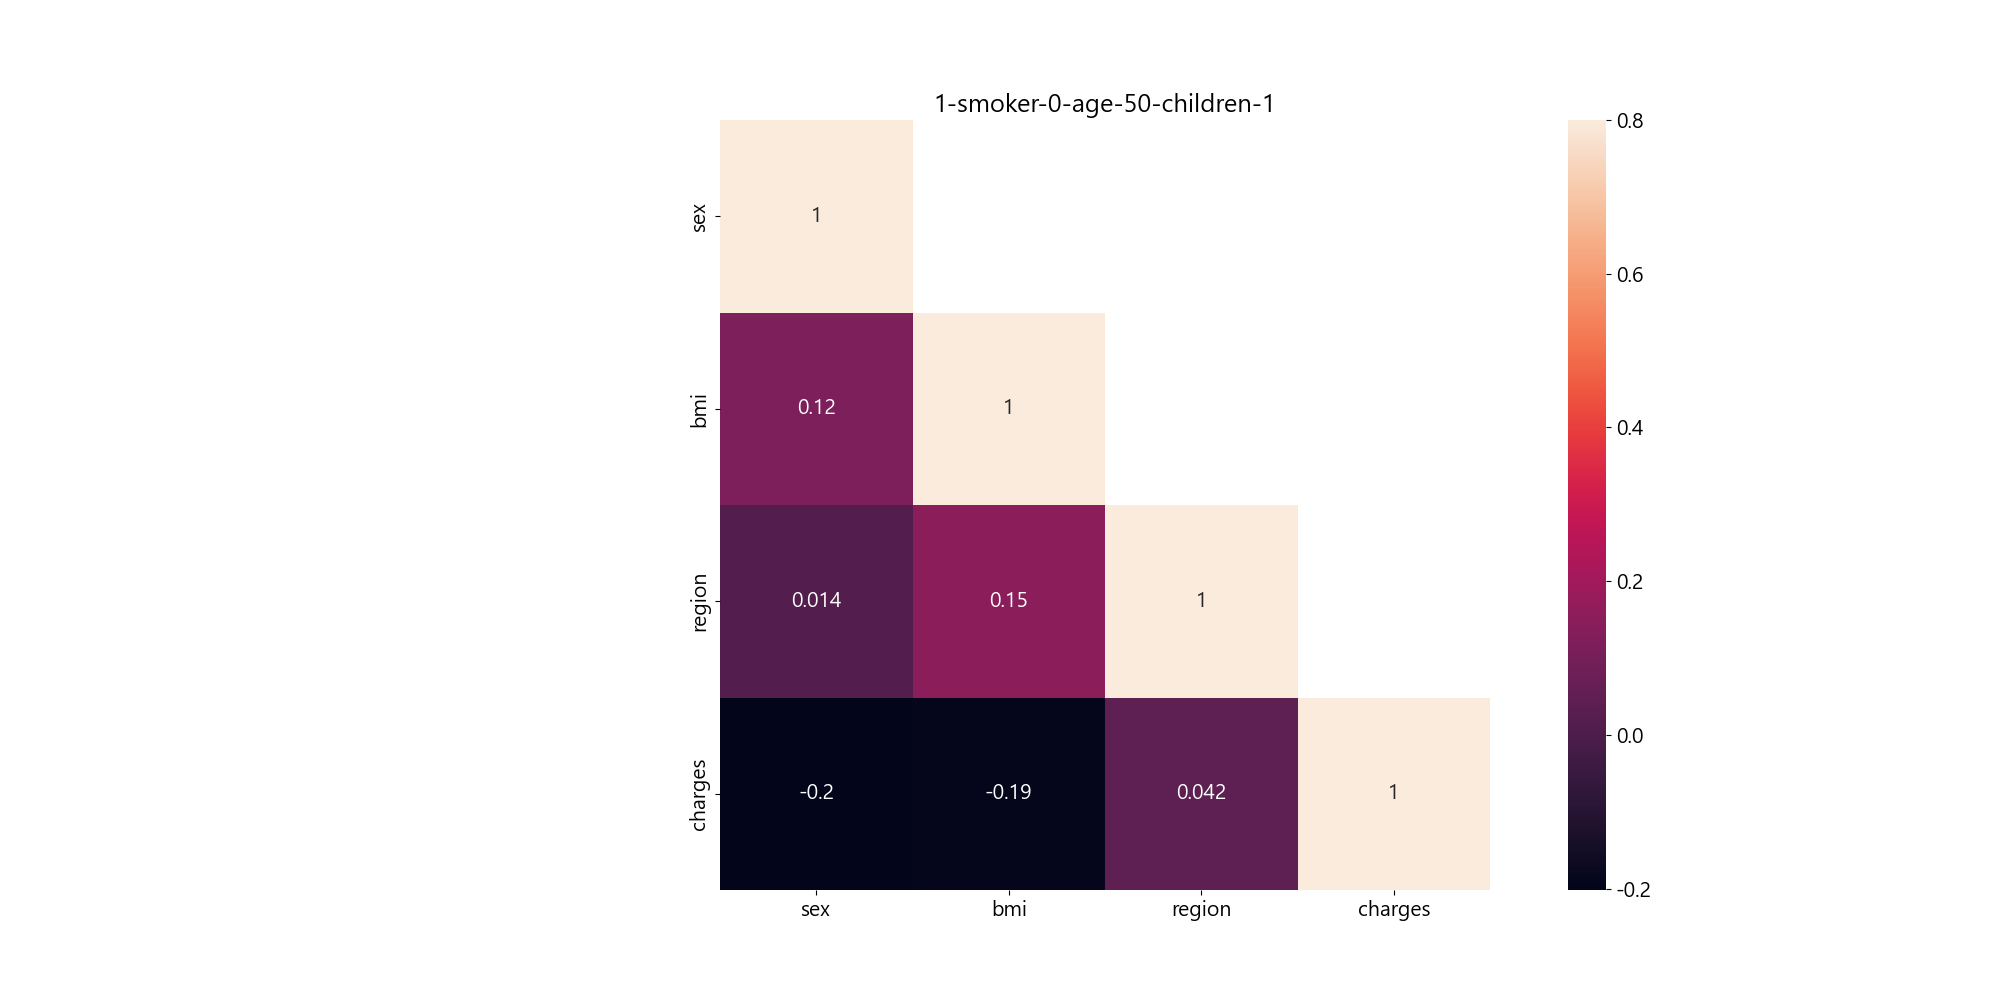 1-smoker-0-age-50-children-1
sex
1
bmi
0.12 1
region
0.014 0.15 1
charges
-0.2 -0.19 0.042 1
sex bmi region charges
0.8
0.6
0.4
0.2
0.0
-0.2